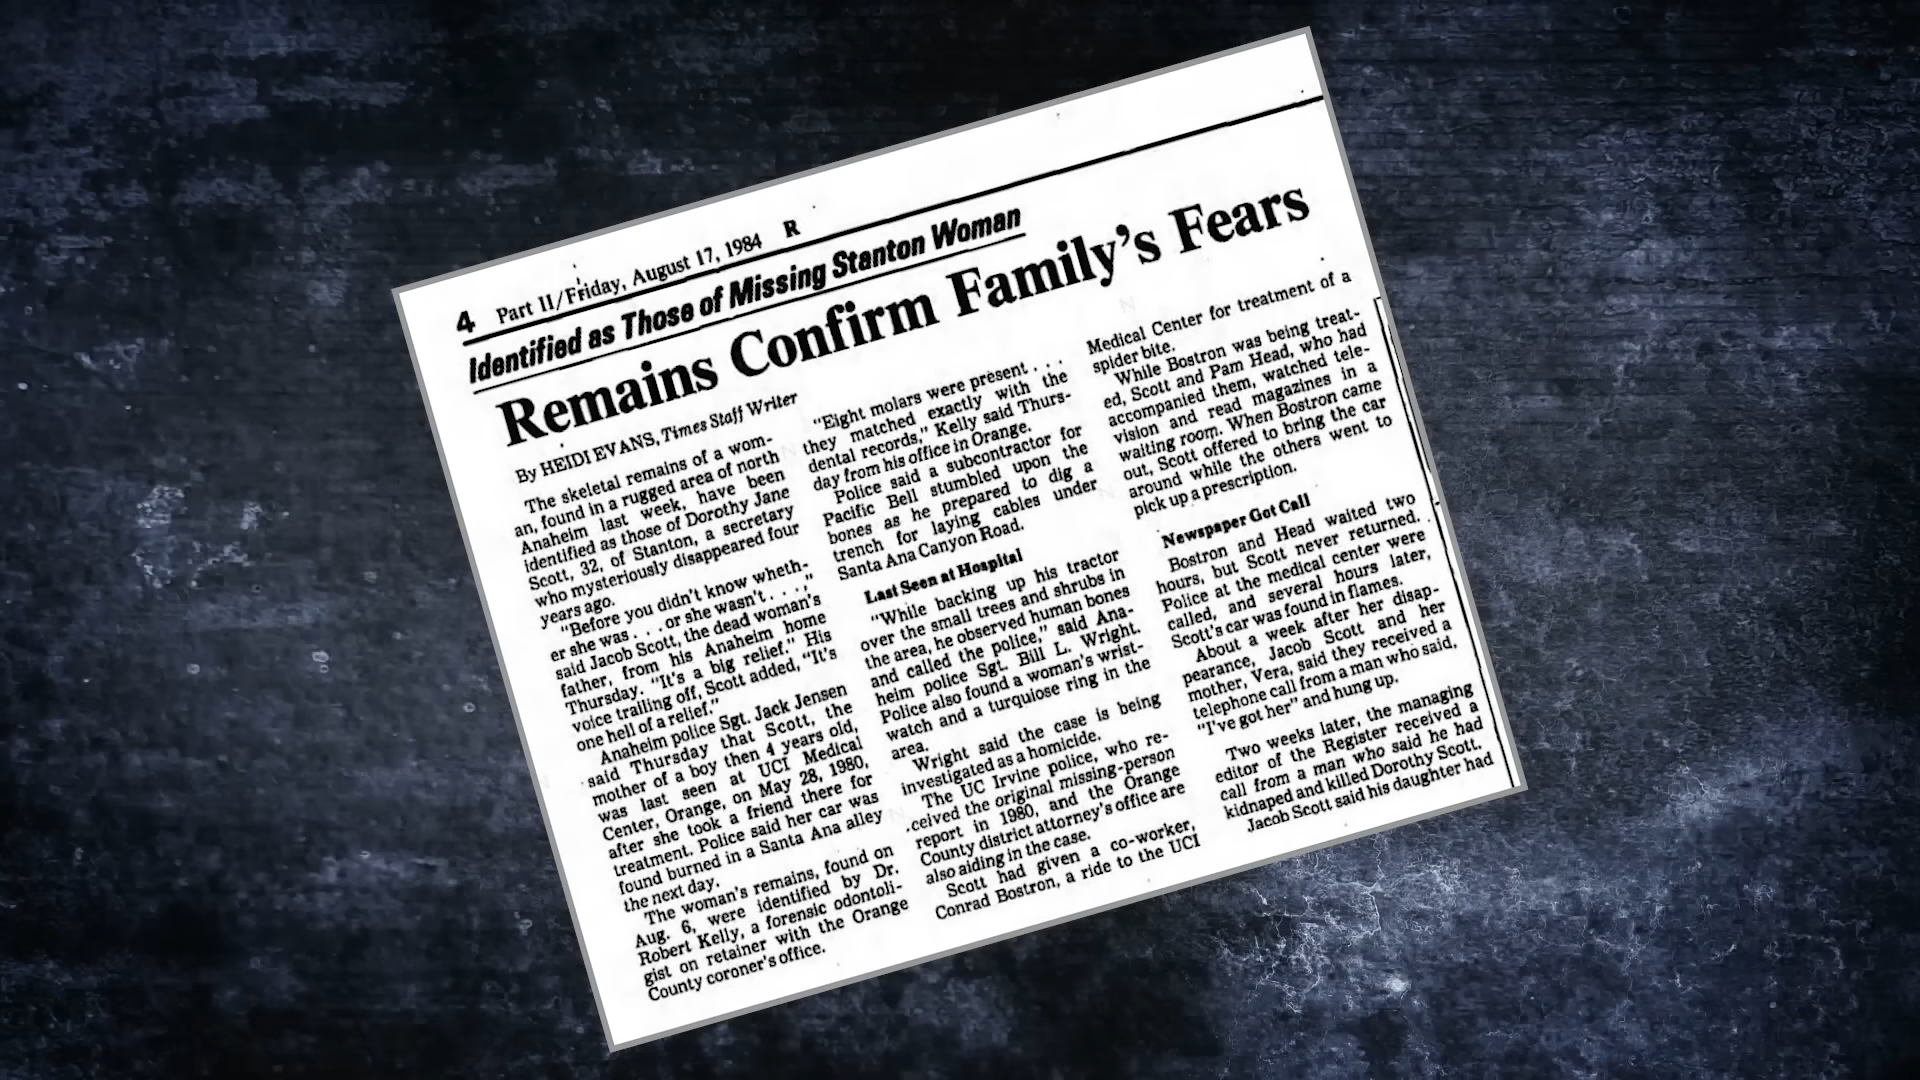 4 Part II/Friday, August 17, 1984 R
Identified as Those of Missing Stanton Woman
Remains Confirm Family's Fears
By HEIDI EVANS, Times Staff Writer
The skeletal remains of a wom-
an, found in a rugged area of north
Anaheim last week, have been
identified as those of Dorothy Jane
Scott, 32, of Stanton, a secretary
who mysteriously disappeared four
years ago.
"Before you didn't know wheth-
er she was . . . or she wasn't . . . ,"
said Jacob Scott, the dead woman's
father, from his Anaheim home
Thursday. "It's a big relief." His
voice trailing off, Scott added, "It's
one hell of a relief."
Anaheim police Sgt. Jack Jensen
said Thursday that Scott, the
mother of a boy then 4 years old,
was last seen at UCI Medical
Center, Orange, on May 28, 1980,
after she took a friend there for
treatment. Police said her car was
found burned in a Santa Ana alley
the next day.
The woman's remains, found on
Aug. 6, were identified by Dr.
Robert Kelly, a forensic odontoli-
gist on retainer with the Orange
County coroner's office.
"Eight molars were present . . .
they matched exactly with the
dental records," Kelly said Thurs-
day from his office in Orange.
Police said a subcontractor for
Pacific Bell stumbled upon the
bones as he prepared to dig a
trench for laying cables under
Santa Ana Canyon Road.
Last Seen at Hospital
"While backing up his tractor
over the small trees and shrubs in
the area, he observed human bones
and called the police," said Ana-
heim police Sgt. Bill L. Wright.
Police also found a woman's wrist-
watch and a turquiose ring in the
area.
Wright said the case is being
investigated as a homicide.
The UC Irvine police, who re-
ceived the original missing-person
report in 1980, and the Orange
County district attorney's office are
also aiding in the case.
Scott had given a co-worker,
Conrad Bostron, a ride to the UCI
Medical Center for treatment of a
spider bite.
While Bostron was being treat-
ed, Scott and Pam Head, who had
accompanied them, watched tele-
vision and read magazines in a
waiting room. When Bostron came
out, Scott offered to bring the car
around while the others went to
pick up a prescription.
Newspaper Got Call
Bostron and Head waited two
hours, but Scott never returned.
Police at the medical center were
called, and several hours later,
Scott's car was found in flames.
About a week after her disap-
pearance, Jacob Scott and her
mother, Vera, said they received a
telephone call from a man who said,
"I've got her" and hung up.
Two weeks later, the managing
editor of the Register received a
call from a man who said he had
kidnaped and killed Dorothy Scott.
Jacob Scott said his daughter had